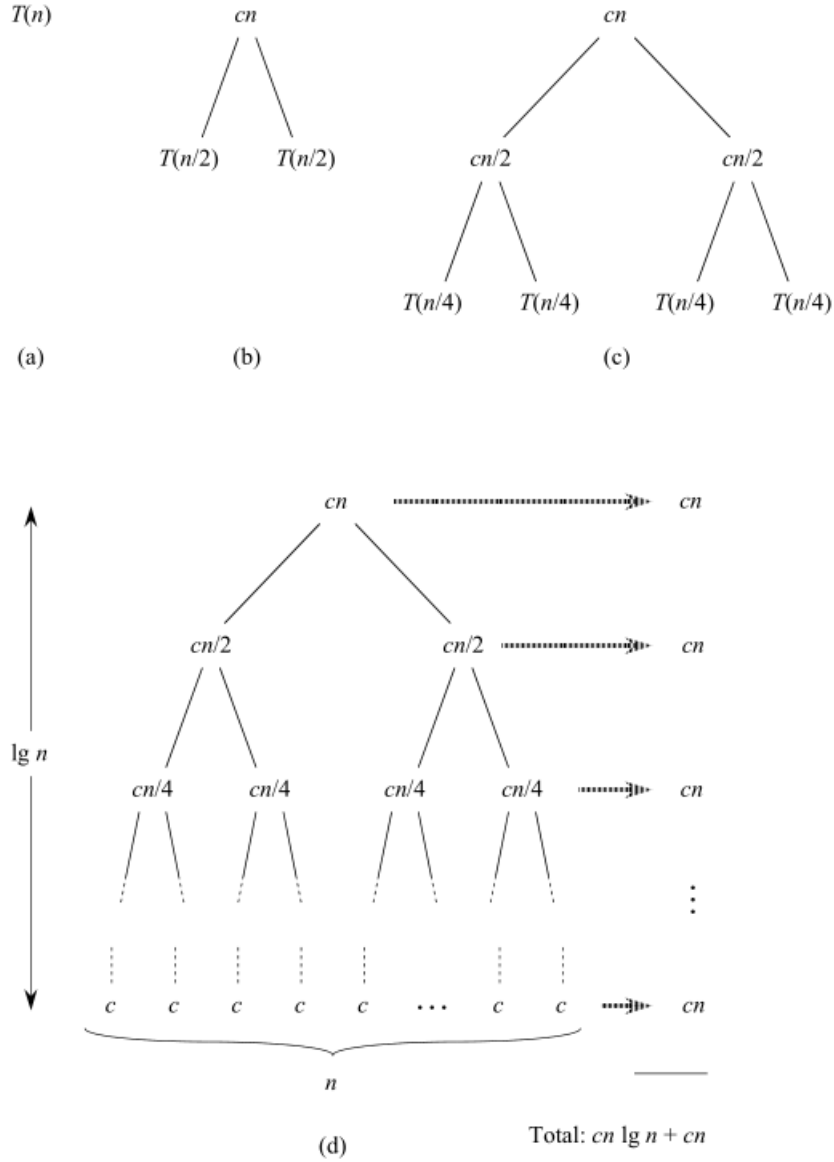 T(n) cn cn
T(n/2) T(n/2) cn/2 cn/2
T(n/4) T(n/4) T(n/4) T(n/4)
(a) (b) (c)
cn cn
cn/2 cn/2 cn
lg n
cn/4 cn/4 cn/4 cn/4 cn
c c c c c … c c cn
n
Total: cn lg n + cn
(d)